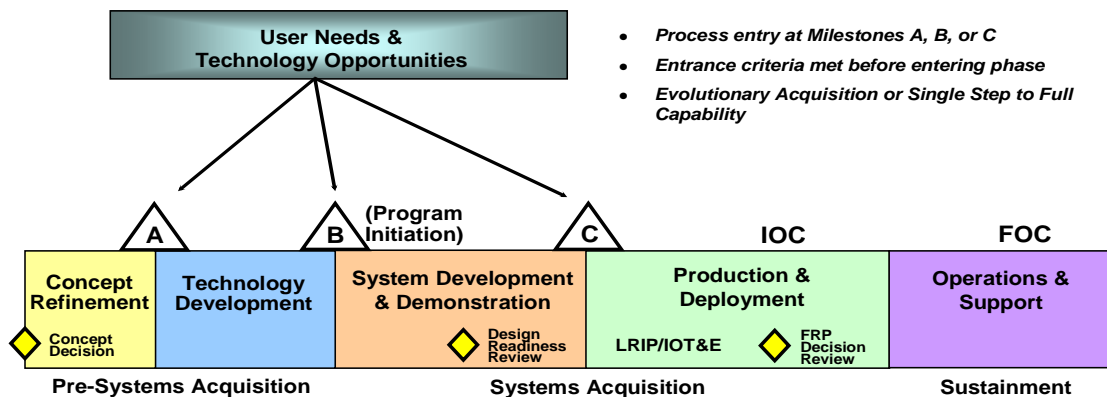 User Needs &
Technology Opportunities
• Process entry at Milestones A, B, or C
• Entrance criteria met before entering phase
• Evolutionary Acquisition or Single Step to Full
Capability
A
B
(Program
Initiation)
C
IOC
FOC
Concept
Refinement
Technology
Development
System Development
& Demonstration
Production &
Deployment
Operations &
Support
Concept
Decision
Design
Readiness
Review
LRIP/IOT&E
FRP
Decision
Review
Pre-Systems Acquisition
Systems Acquisition
Sustainment